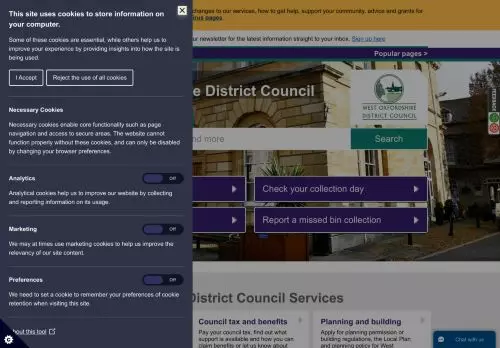 This site uses cookies to store information on
your computer.
Some of these cookies are essential, while others help us to
improve your experience by providing insights into how the site is
being used.
I Accept
Reject the use of all cookies
Necessary Cookies
Necessary cookies enable core functionality such as page
navigation and access to secure areas. The website cannot
function properly without these cookies, and can only be disabled
by changing your browser preferences.
Analytics
Off
Analytical cookies help us to improve our website by collecting
and reporting information on its usage.
Marketing
Off
We may at times use marketing cookies to help us improve the
relevancy of our site content.
Preferences
Off
We need to set a cookie to remember your preferences of cookie
retention when visiting this site.
About this tool
changes to our services, how to get help, support your community, advice and grants for
rus pages.
ur newsletter for the latest information straight to your inbox. Sign up here
Popular pages >
e District Council
WEST OXFORDSHIRE
DISTRICT COUNCIL
nd more
Search
Check your collection day
Report a missed bin collection
District Council Services
Council tax and benefits
Pay your council tax, find out
what support is available and how you
can claim benefits or let us know about
Planning and building
Apply for planning permission
or building regulations, the Local Plan
and planning policy for West
Chat with us